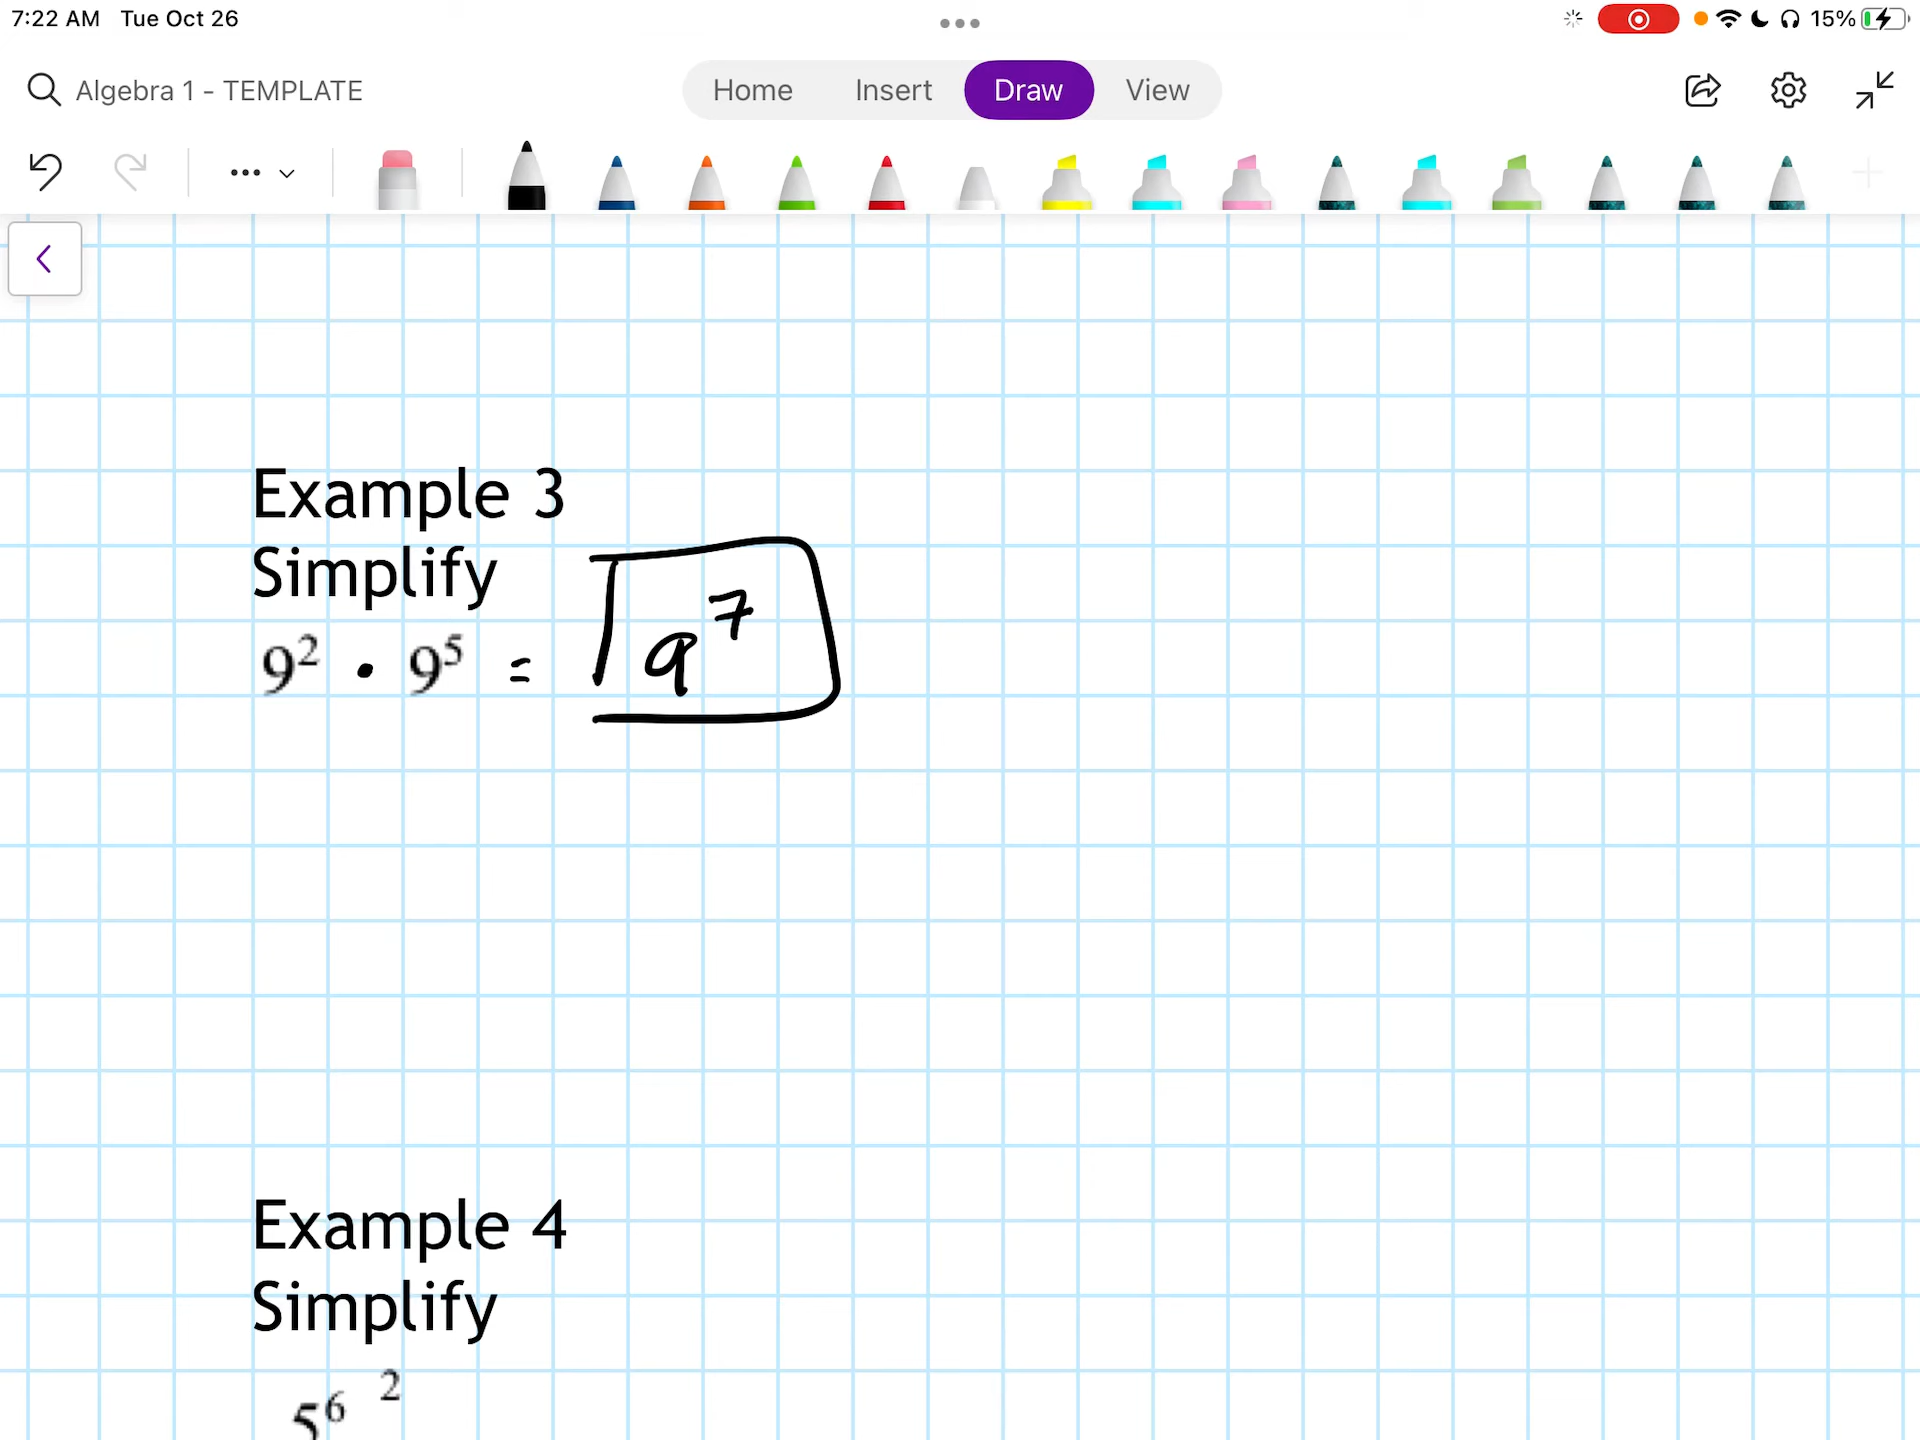 7:22 AM Tue Oct 26
15%
Algebra 1 - TEMPLATE
Home Insert Draw View
Example 3
Simplify
9² • 9⁵ = 9⁷
Example 4
Simplify
5⁶ ²